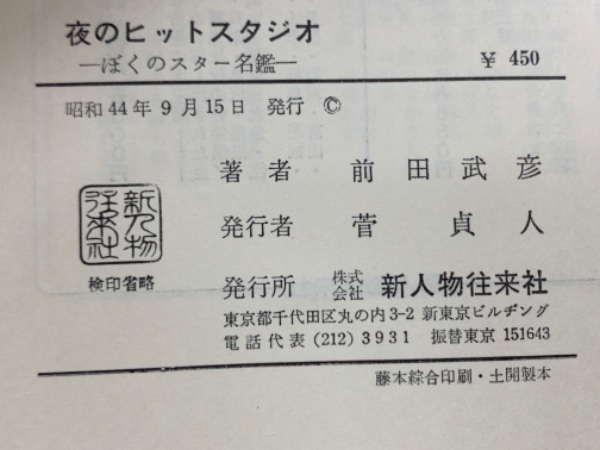 夜のヒットスタジオ
―ぼくのスター名鑑―　¥ 450
昭和44年9月15日　発行 ©
著者　前田武彦
発行者　菅貞人
新人物往来社
検印省略
発行所　株式会社　新人物往来社
東京都千代田区丸の内3-2 新東京ビルヂング
電話代表 (212) 3931　振替東京 151643
藤本綜合印刷・土開製本